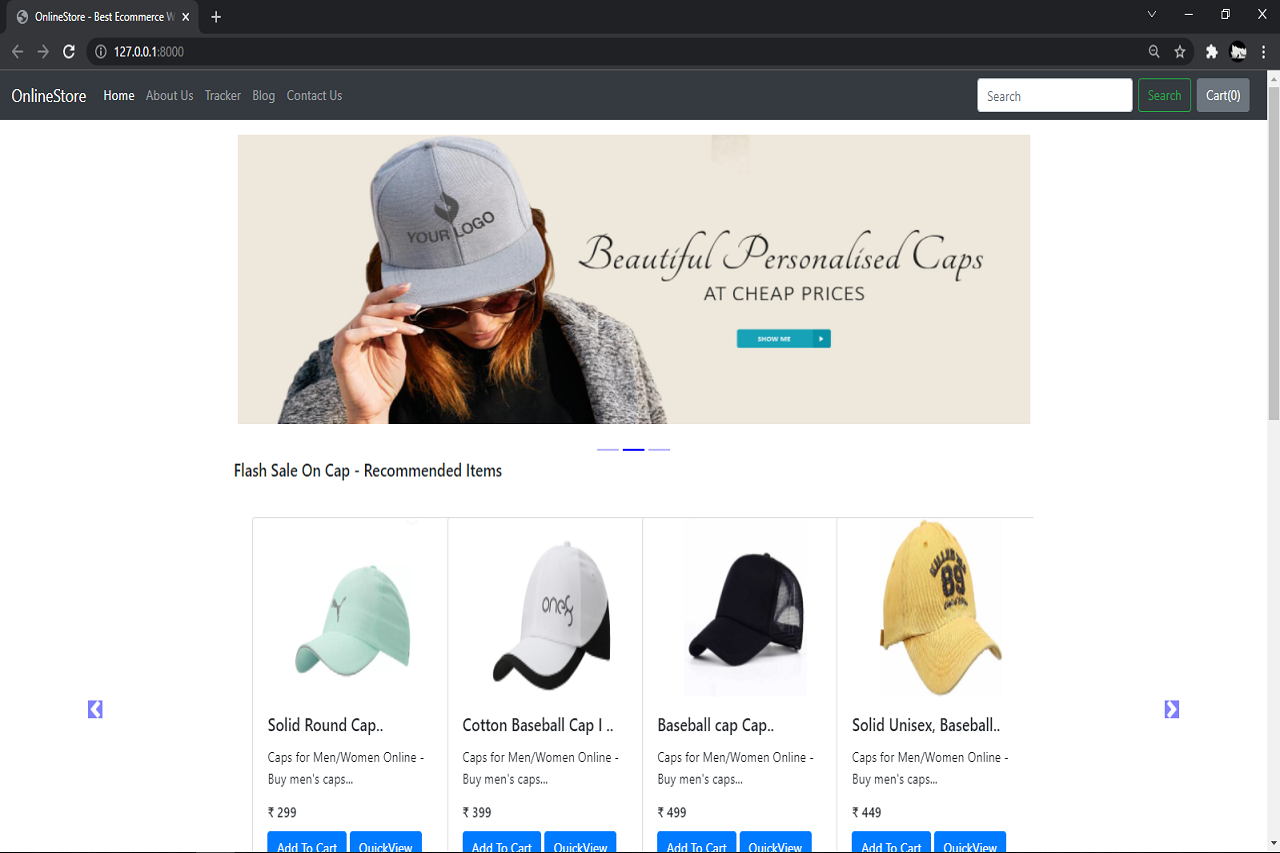 OnlineStore - Best Ecommerce W
127.0.0.1:8000
OnlineStore Home About Us Tracker Blog Contact Us Search Search Cart(0)
YOUR LOGO
Beautiful Personalised Caps
AT CHEAP PRICES
SHOW ME
Flash Sale On Cap - Recommended Items
89
Solid Round Cap..
Caps for Men/Women Online -
Buy men's caps...
₹ 299
Add To Cart QuickView
Cotton Baseball Cap I ..
Caps for Men/Women Online -
Buy men's caps...
₹ 399
Add To Cart QuickView
Baseball cap Cap..
Caps for Men/Women Online -
Buy men's caps...
₹ 499
Add To Cart QuickView
Solid Unisex, Baseball..
Caps for Men/Women Online -
Buy men's caps...
₹ 449
Add To Cart QuickView